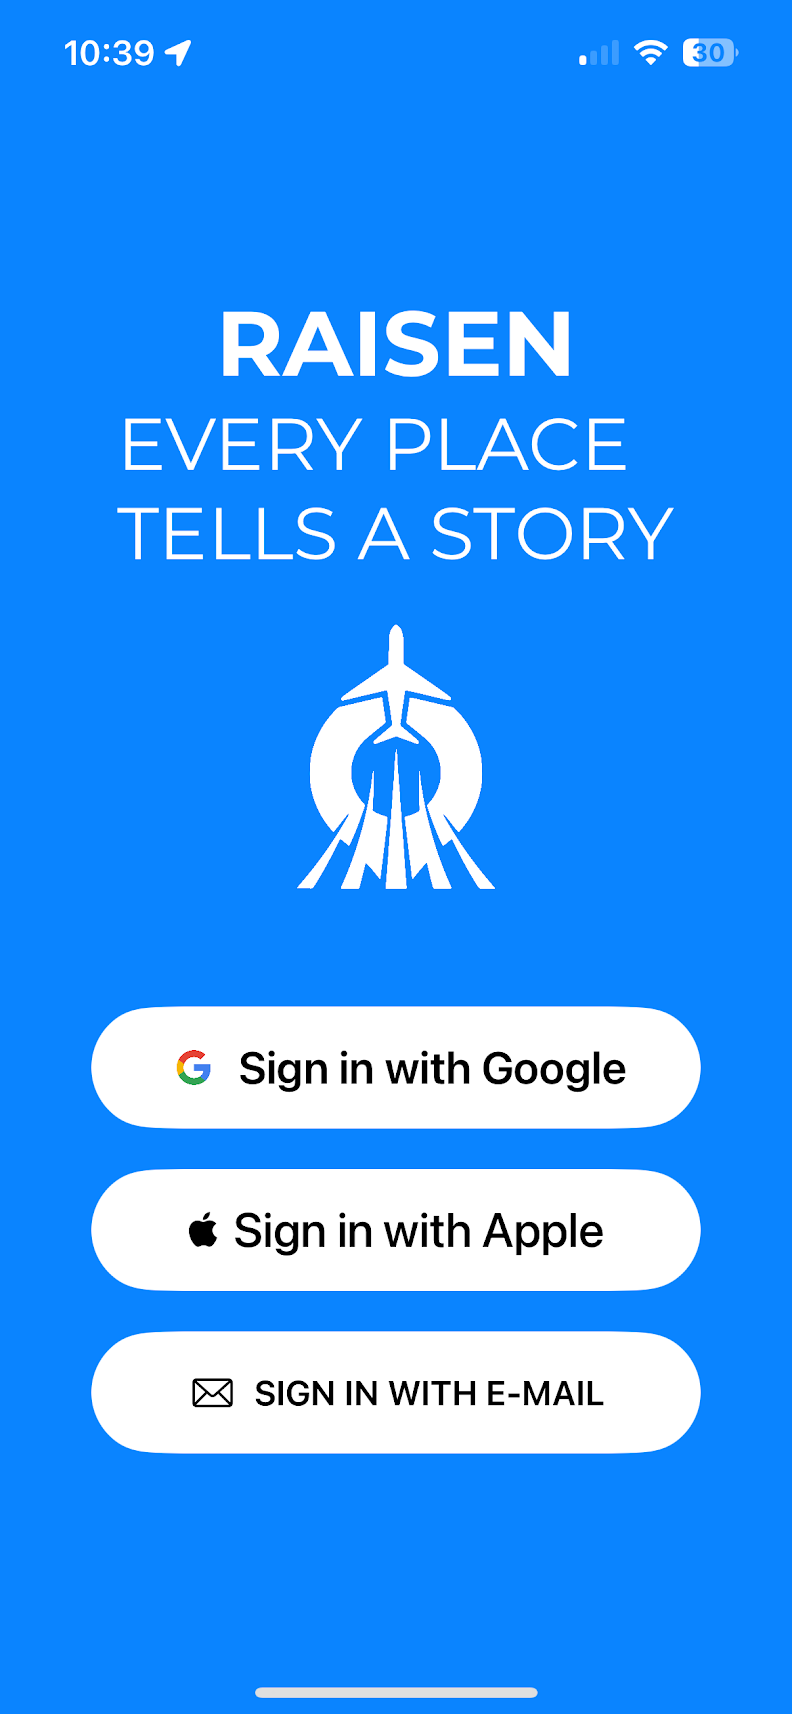 10:39
30
RAISEN
EVERY PLACE
TELLS A STORY
Sign in with Google
Sign in with Apple
SIGN IN WITH E-MAIL